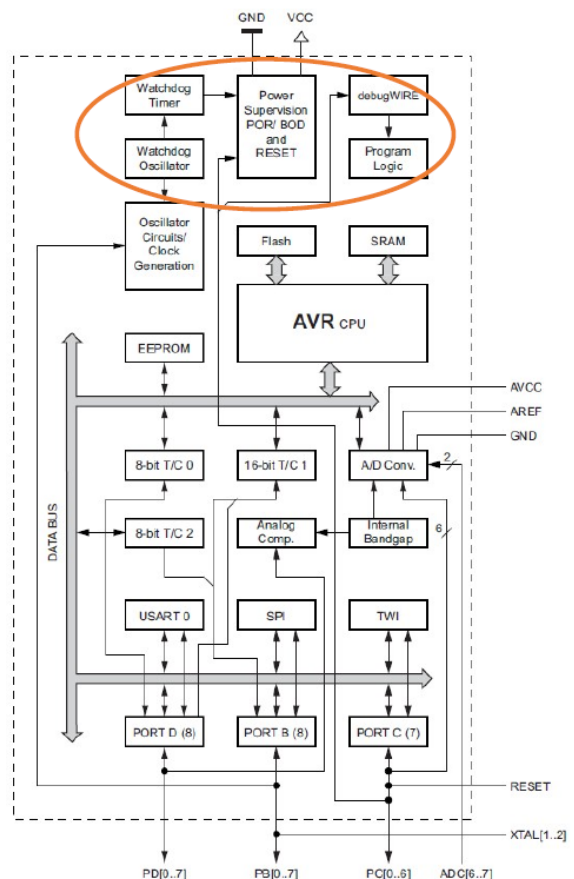 GND VCC
Watchdog
Timer
Power
Supervision
POR/ BOD
and
RESET
debugWIRE
Watchdog
Oscillator
Program
Logic
Oscillator
Circuits/
Clock
Generation
Flash
SRAM
AVR CPU
EEPROM
AVCC
AREF
GND
8-bit T/C 0
16-bit T/C 1
A/D Conv.
2
DATA BUS
8-bit T/C 2
Analog
Comp.
Internal
Bandgap
6
USART 0
SPI
TWI
PORT D (8)
PORT B (8)
PORT C (7)
RESET
XTAL[1..2]
PD[0..7]
PB[0..7]
PC[0..6]
ADC[6..7]